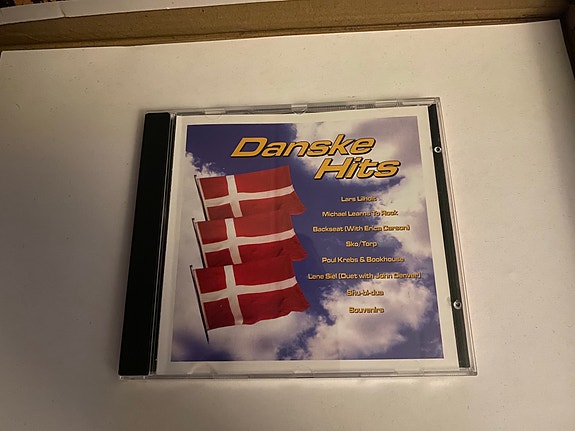 Danske
Hits
Lars Lilholt
Michael Learns To Rock
Backseat (With Erica Carson)
Sko/Torp
Poul Krebs & Bookhouse
Lene Siel (Duet with John Denver)
Shu-bi-dua
Souvenirs